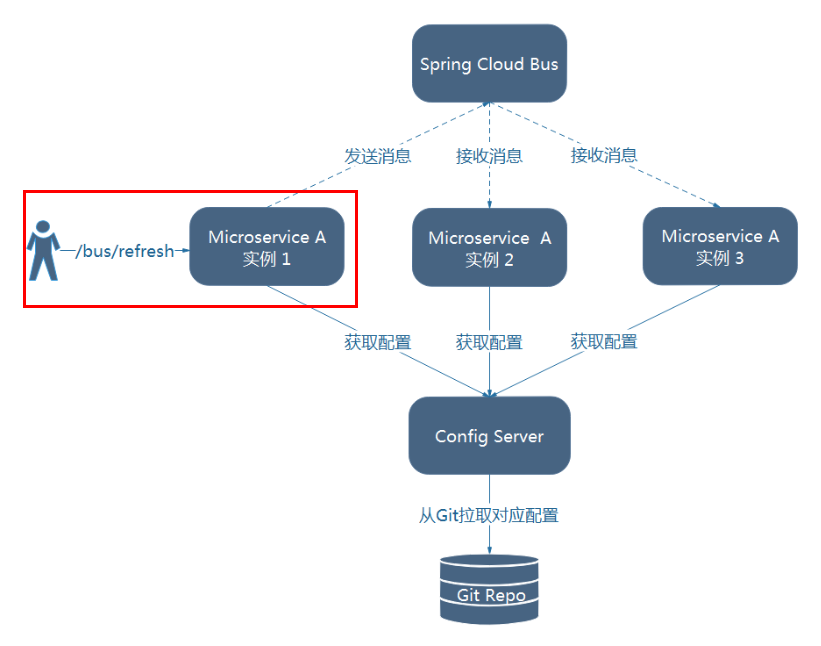 Spring Cloud Bus
发送消息
接收消息
接收消息
/bus/refresh
Microservice A
实例 1
Microservice A
实例 2
Microservice A
实例 3
获取配置
获取配置
获取配置
Config Server
从Git拉取对应配置
Git Repo